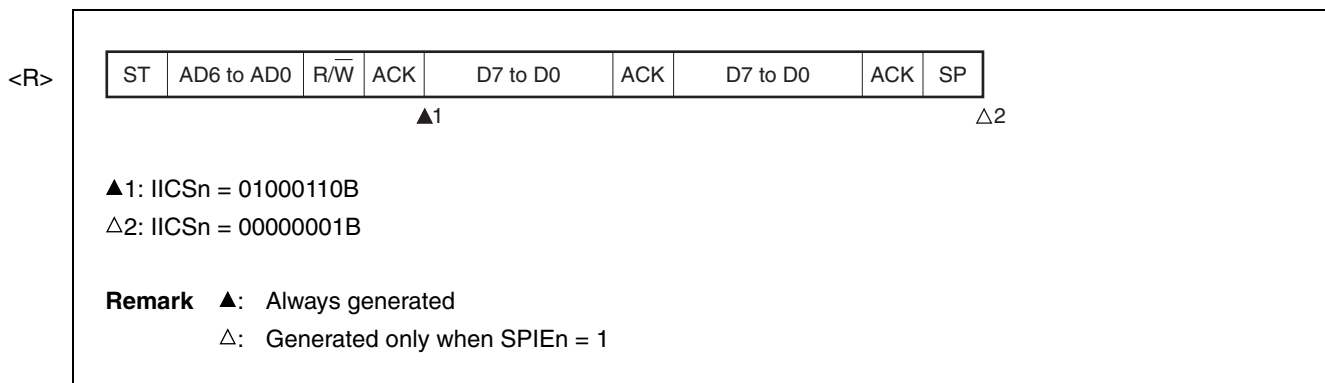 <R>
ST AD6 to AD0 R/W̅ ACK D7 to D0 ACK D7 to D0 ACK SP
▲1 △2
▲1: IICSn = 01000110B
△2: IICSn = 00000001B
Remark ▲: Always generated
△: Generated only when SPIEn = 1